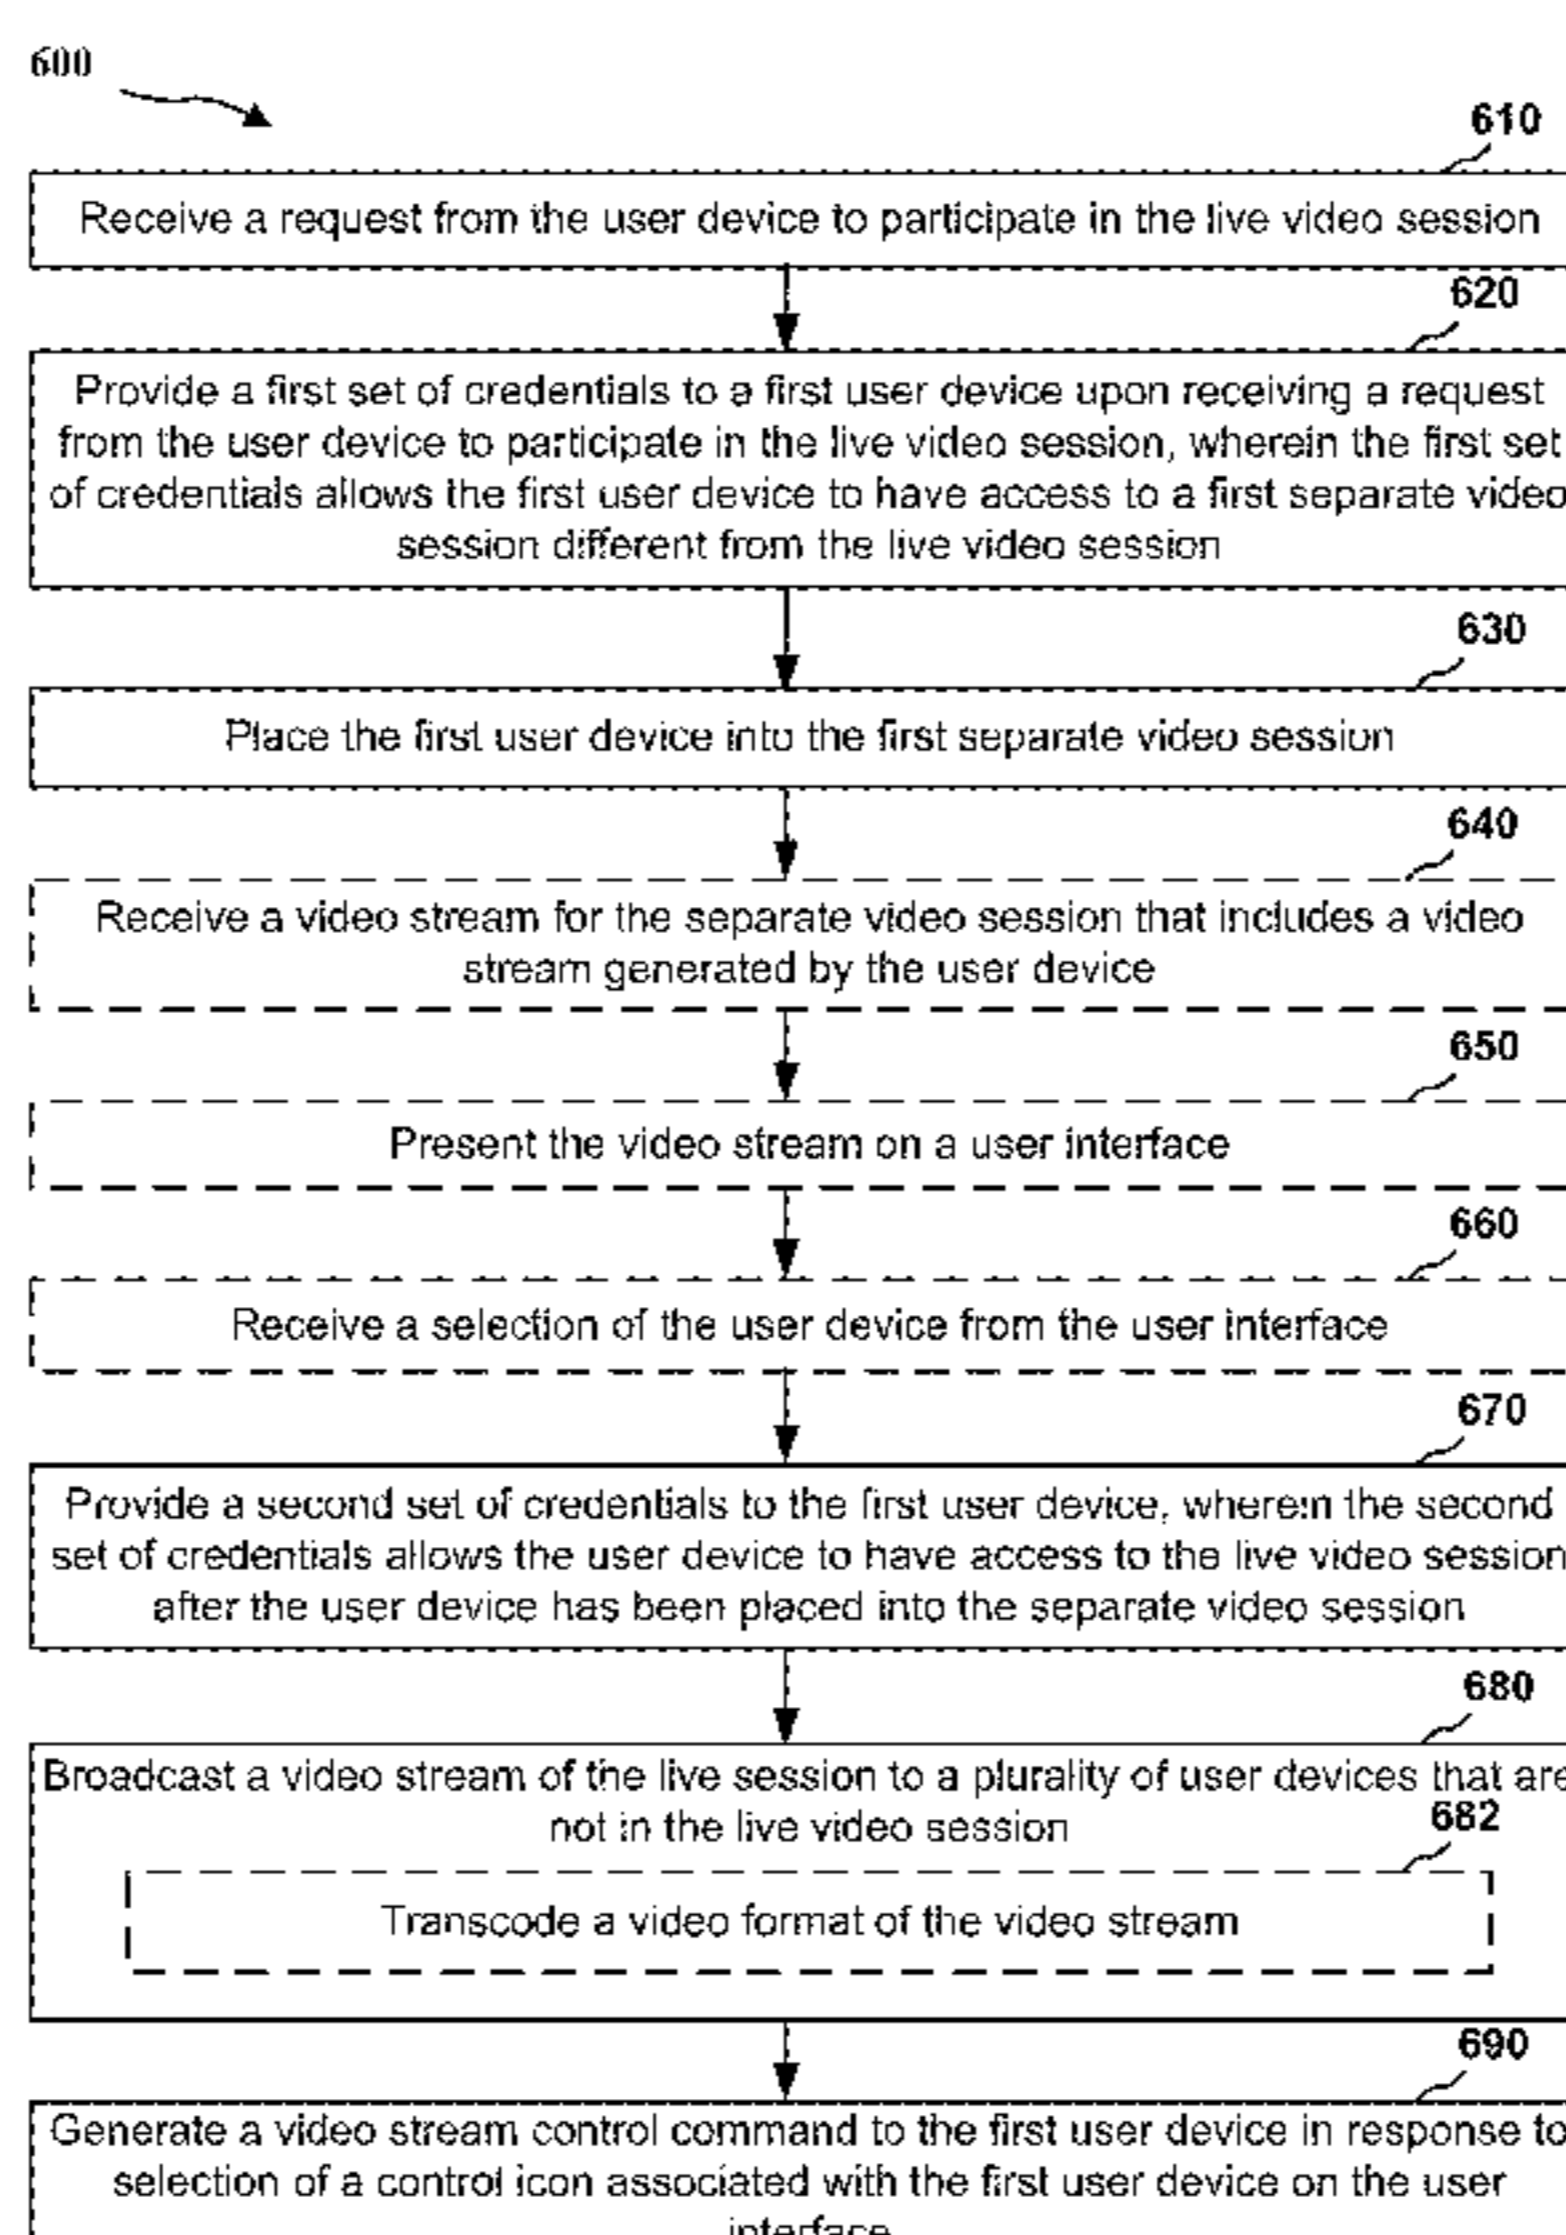 600
610
Receive a request from the user device to participate in the live video session
620
Provide a first set of credentials to a first user device upon receiving a request
from the user device to participate in the live video session, wherein the first set
of credentials allows the first user device to have access to a first separate video
session different from the live video session
630
Place the first user device into the first separate video session
640
Receive a video stream for the separate video session that includes a video
stream generated by the user device
650
Present the video stream on a user interface
660
Receive a selection of the user device from the user interface
670
Provide a second set of credentials to the first user device, wherein the second
set of credentials allows the user device to have access to the live video session
after the user device has been placed into the separate video session
680
Broadcast a video stream of the live session to a plurality of user devices that are
not in the live video session
682
Transcode a video format of the video stream
690
Generate a video stream control command to the first user device in response to
selection of a control icon associated with the first user device on the user
interface